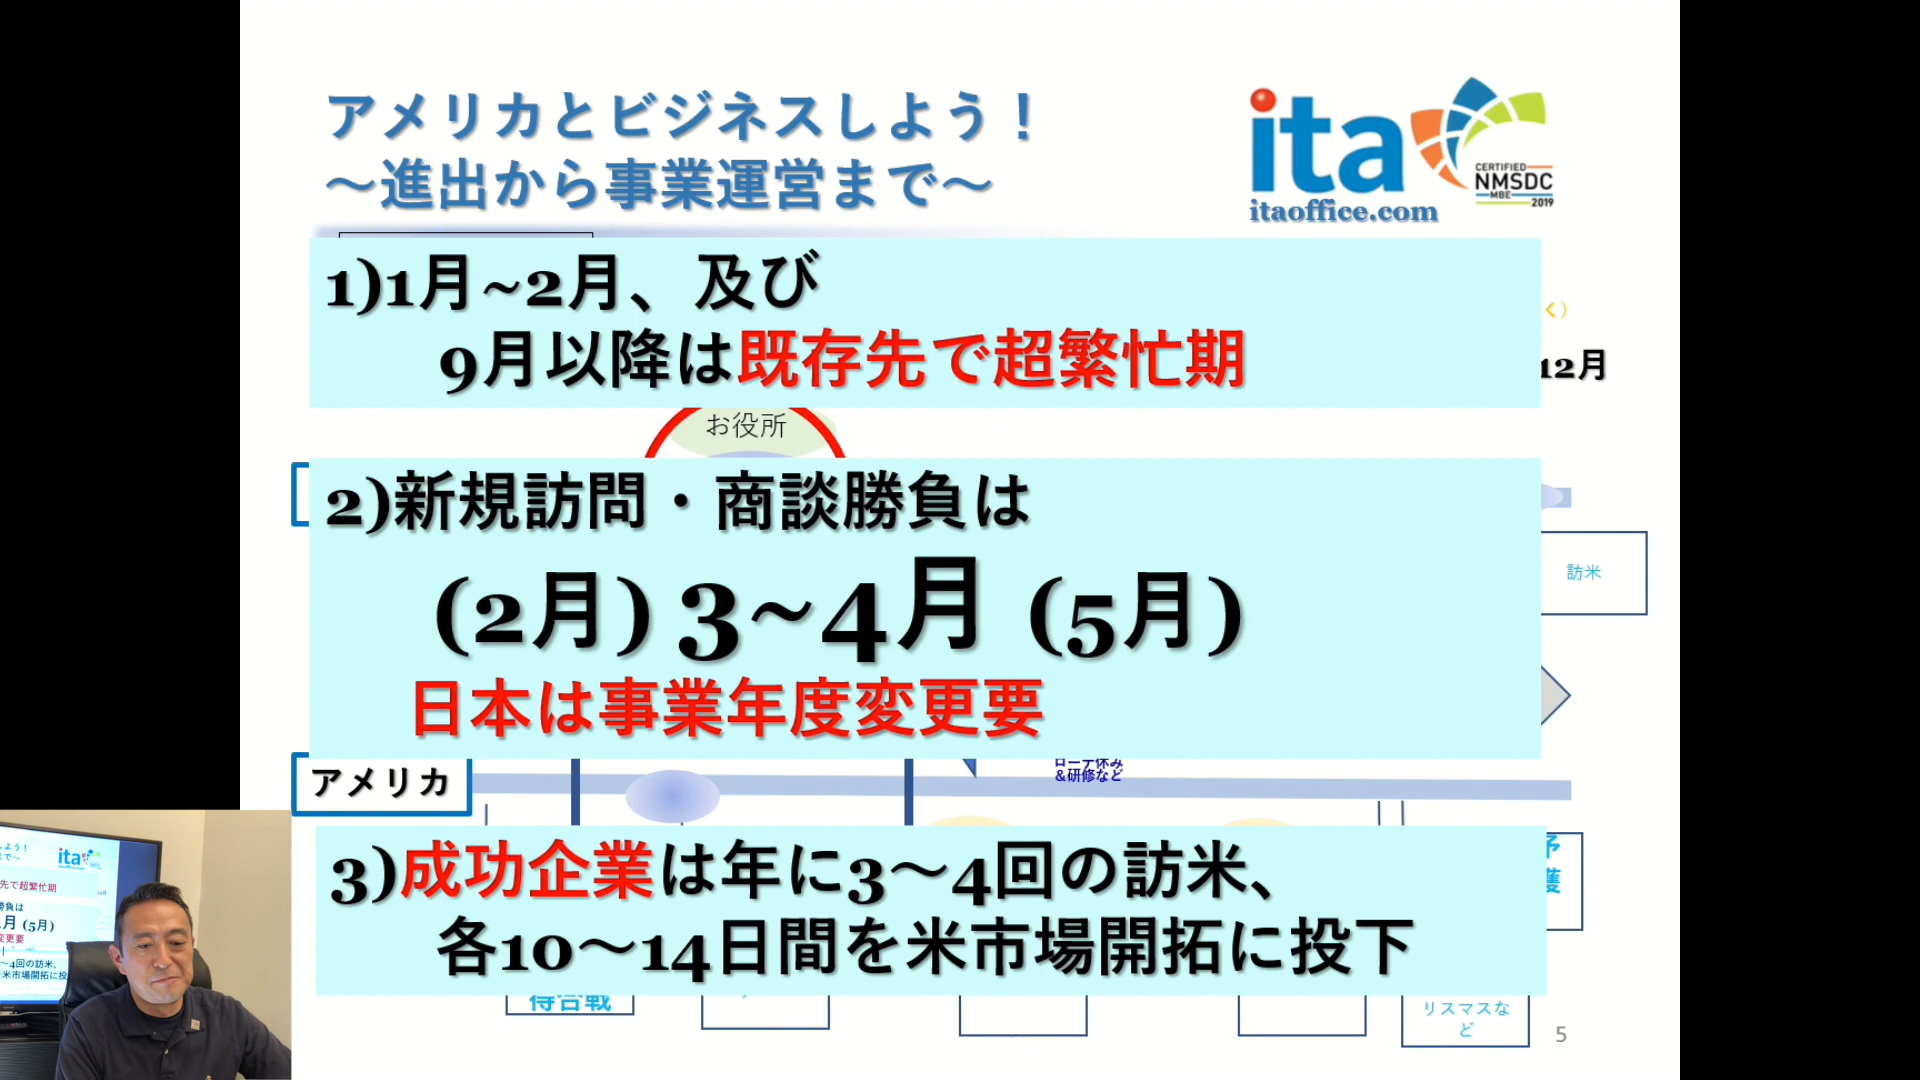 アメリカとビジネスしよう！
～進出から事業運営まで～
ita
itaoffice.com
CERTIFIED
NMSDC
MBE
2019
1)1月~2月、及び
9月以降は既存先で超繁忙期
く）
12月
お役所
2)新規訪問・商談勝負は
(2月) 3~4月 (5月)
日本は事業年度変更要
訪米
アメリカ
＆研修など
3)成功企業は年に3～4回の訪米、
各10～14日間を米市場開拓に投下
リスマスな
ど
5